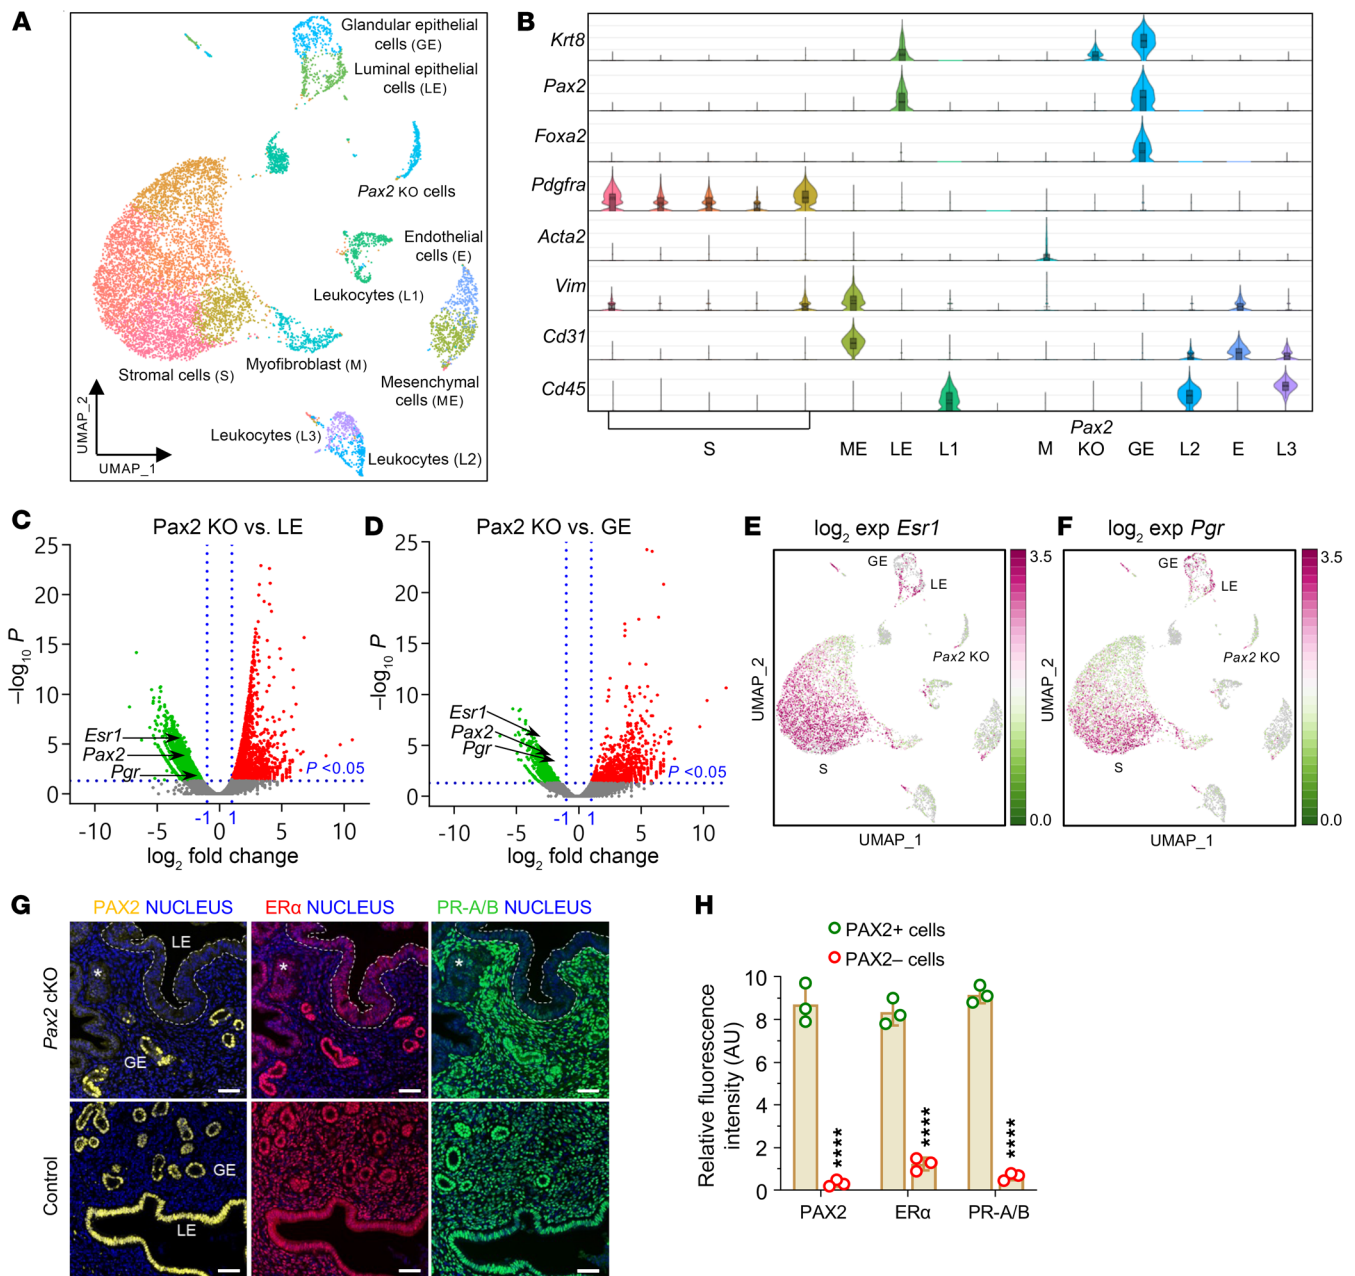 A
Glandular epithelial
cells (GE)
Luminal epithelial
cells (LE)
Pax2 KO cells
Endothelial
cells (E)
Leukocytes (L1)
Myofibroblast (M)
Stromal cells (S)
Mesenchymal
cells (ME)
Leukocytes (L3)
Leukocytes (L2)
UMAP_2
UMAP_1
B
Krt8
Pax2
Foxa2
Pdgfra
Acta2
Vim
Cd31
Cd45
S ME LE L1 M Pax2 KO GE L2 E L3
C
Pax2 KO vs. LE
–log10 P
25
20
15
10
5
0
Esr1
Pax2
Pgr
P <0.05
-10 -5 -1 0 1 5 10
log2 fold change
D
Pax2 KO vs. GE
–log10 P
25
20
15
10
5
0
Esr1
Pax2
Pgr
P <0.05
-10 -5 -1 0 1 5 10
log2 fold change
E
log2 exp Esr1
GE
LE
Pax2 KO
S
3.5
0.0
UMAP_2
UMAP_1
F
log2 exp Pgr
GE
LE
Pax2 KO
S
3.5
0.0
UMAP_2
UMAP_1
G
PAX2 NUCLEUS
ERα NUCLEUS
PR-A/B NUCLEUS
Pax2 cKO
LE
*
*
*
GE
Control
GE
LE
H
PAX2+ cells
PAX2– cells
Relative fluorescence
intensity (AU)
10
8
6
4
2
0
****
****
****
PAX2 ERα PR-A/B